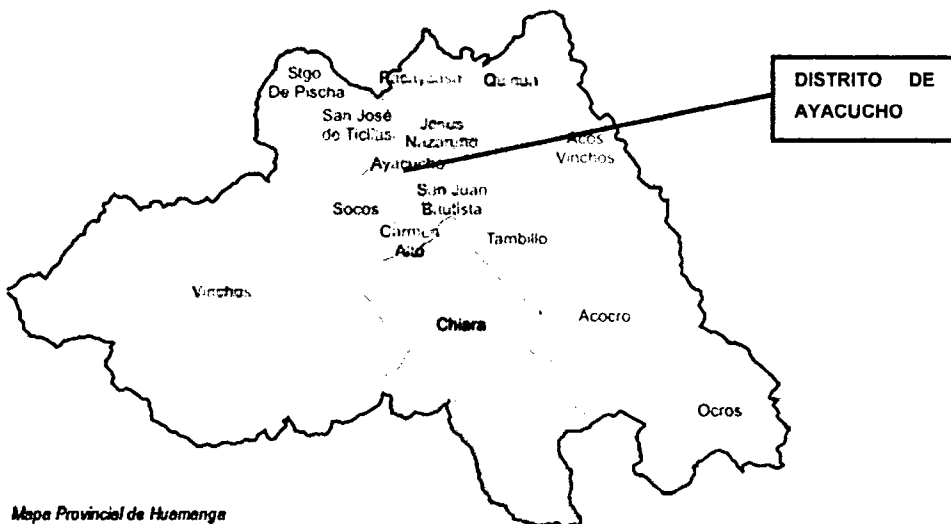 Stgo
De Pischa
Quinua
DISTRITO DE
AYACUCHO
San José
de Ticllas
Jesus
Nazareno
Acos
Vinchos
Ayacucho
San Juan
Bautista
Socos
Carmen
Alto
Tambillo
Vinchos
Chiara
Acocro
Ocros
Mapa Provincial de Huamanga